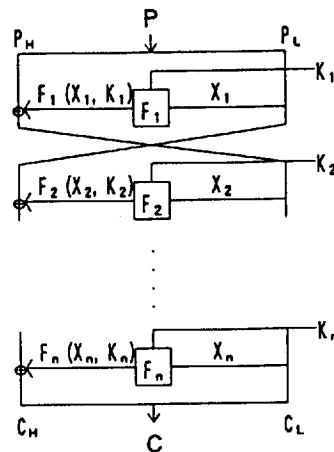 P
P_H P_L
K_1
F_1 (X_1, K_1) F_1 X_1
K_2
F_2 (X_2, K_2) F_2 X_2
K_n
F_n (X_n, K_n) F_n X_n
C_H C_L
C